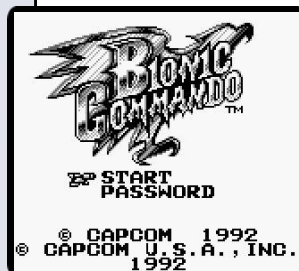 BIONIC
COMMANDO
TM
START
PASSWORD
© CAPCOM 1992
© CAPCOM U.S.A.,INC.
1992